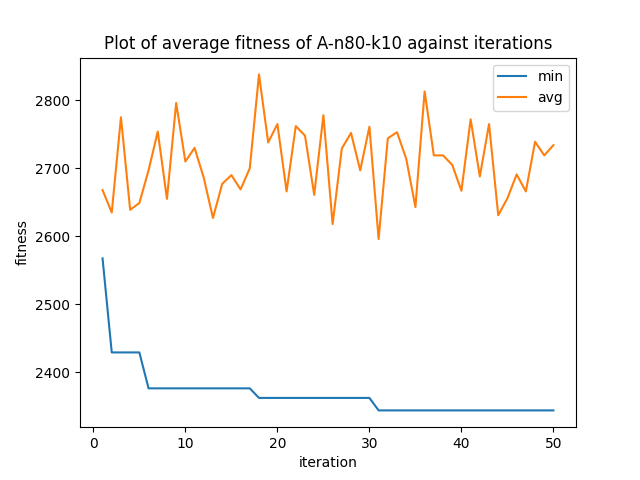 Plot of average fitness of A-n80-k10 against iterations
min
avg
2800
2700
2600
2500
2400
fitness
0 10 20 30 40 50
iteration